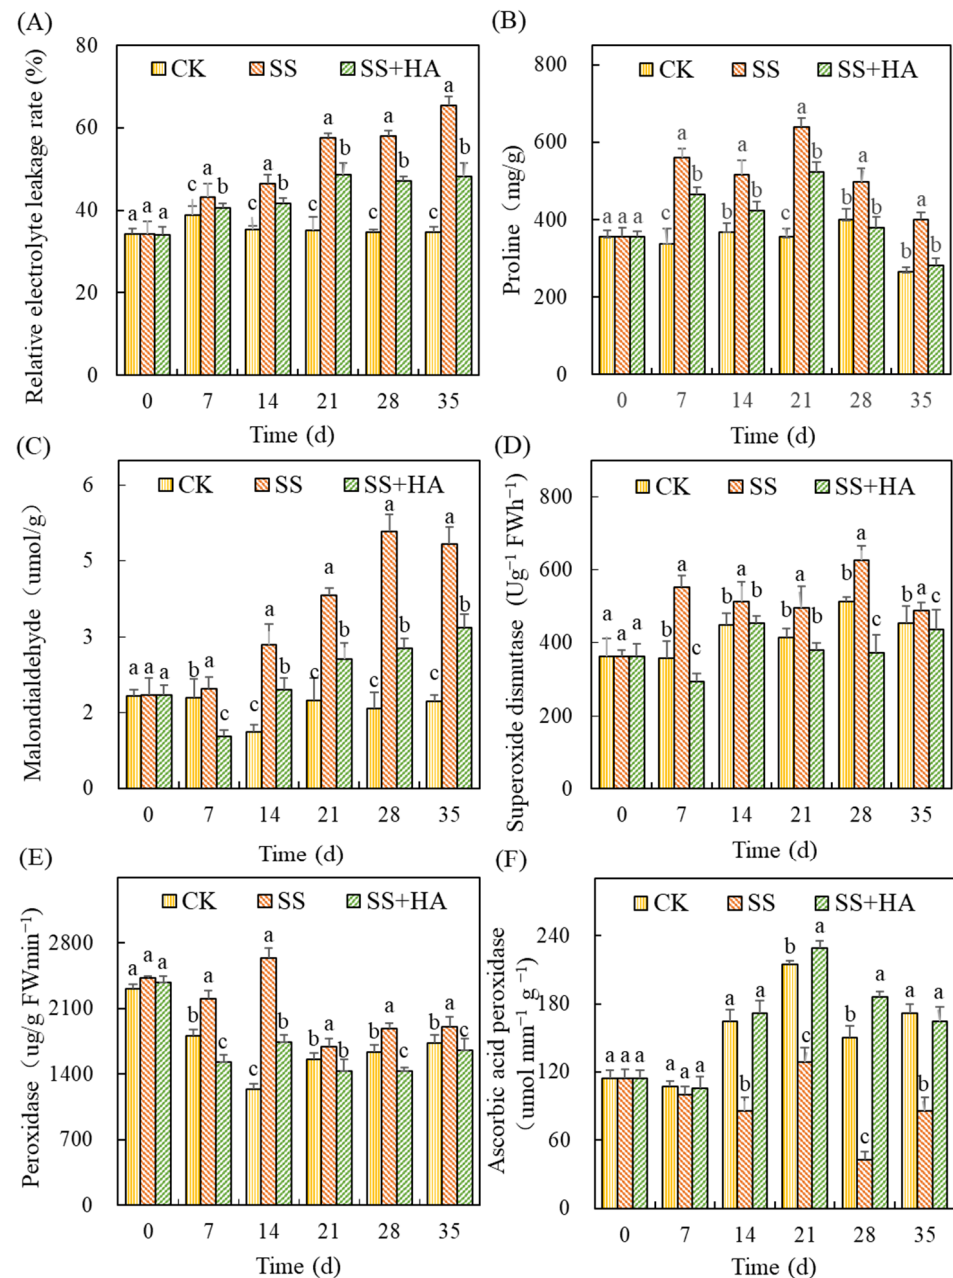 (A)
Relative electrolyte leakage rate (%)
80
60
40
20
0
CK SS SS+HA
a a a c a b c a b c a b c a b c a b
0 7 14 21 28 35
Time (d)
(B)
Proline（mg/g)
800
600
400
200
0
CK SS SS+HA
a a a c a b b a b c a b b a b b a b
0 7 14 21 28 35
Time (d)
(C)
Malondialdehyde（umol/g)
6
5
3
2
0
CK SS SS+HA
a a a b a c c a b c a b c a b c a b
0 7 14 21 28 35
Time (d)
(D)
Superoxide dismutase (Ug⁻¹ FWh⁻¹)
800
600
400
200
0
CK SS SS+HA
a a a b a c b a b b a b b a c b a c
0 7 14 21 28 35
Time (d)
(E)
Peroxidase（ug/g FWmin⁻¹)
2800
2100
1400
700
0
CK SS SS+HA
a a a b a c c a b b a b b a c b a c
0 7 14 21 28 35
Time (d)
(F)
Ascorbic acid peroxidase
（umol mm⁻¹ g⁻¹)
240
180
120
60
0
CK SS SS+HA
a a a a a a a b a b c a b c a a b a
0 7 14 21 28 35
Time (d)